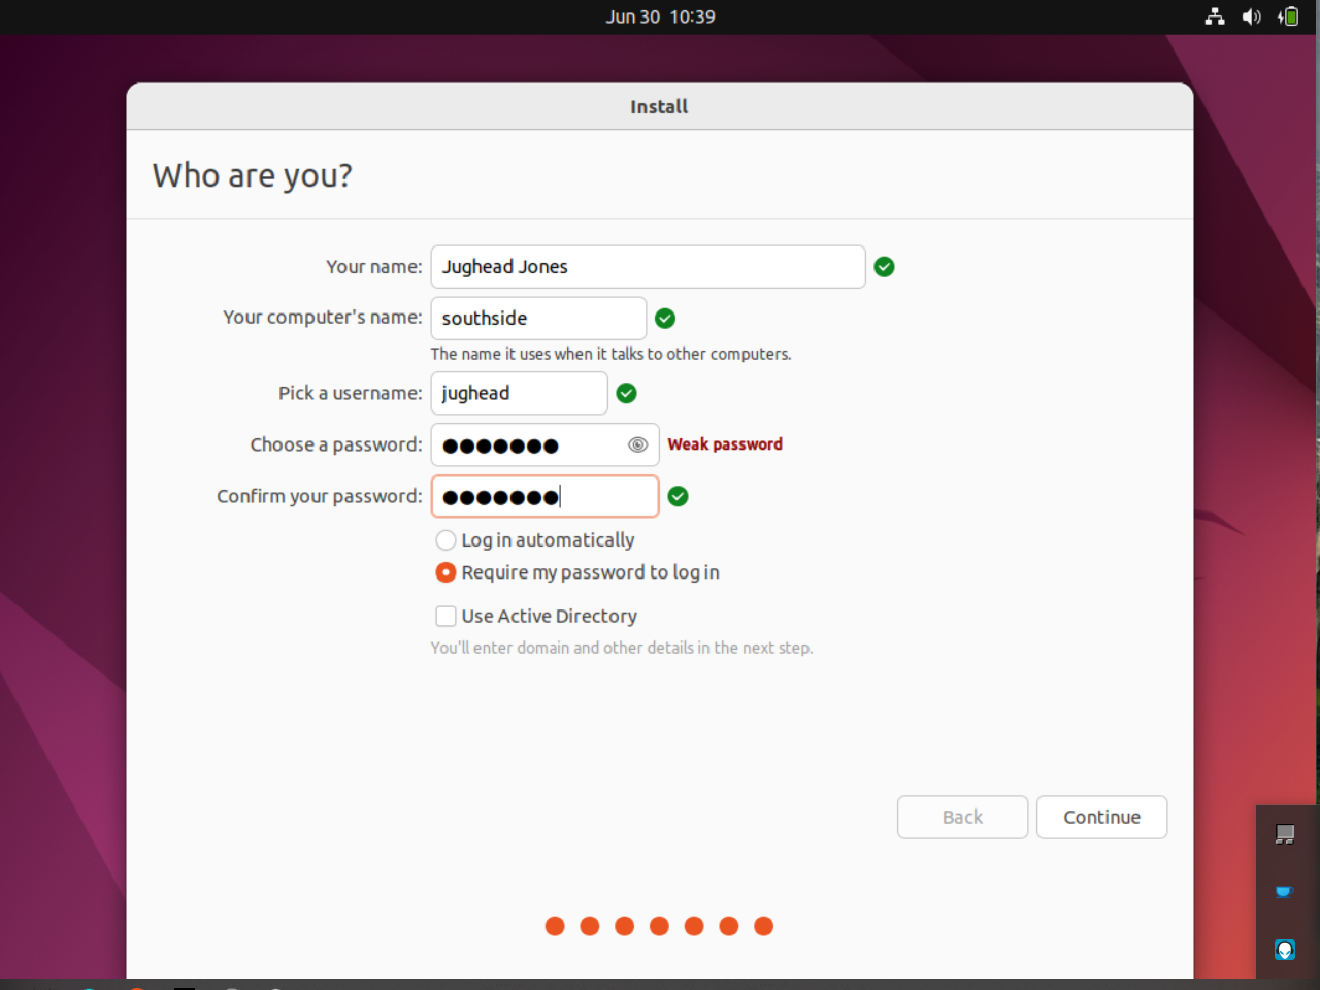 Jun 30 10:39
Install
Who are you?
Your name: Jughead Jones
Your computer's name: southside
The name it uses when it talks to other computers.
Pick a username: jughead
Choose a password: ●●●●●●● Weak password
Confirm your password: ●●●●●●●
Log in automatically
Require my password to log in
Use Active Directory
You'll enter domain and other details in the next step.
Back Continue